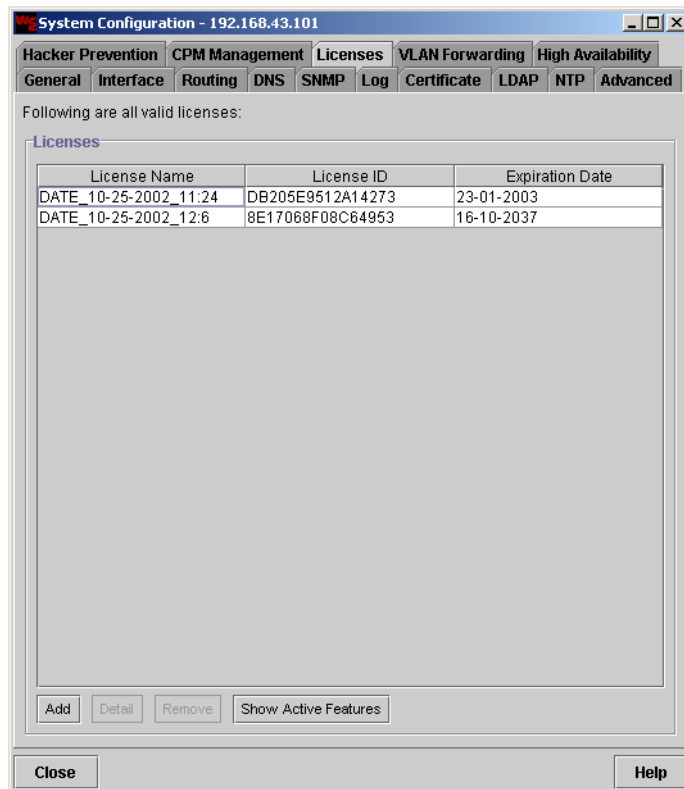 System Configuration - 192.168.43.101
Hacker Prevention CPM Management Licenses VLAN Forwarding High Availability
General Interface Routing DNS SNMP Log Certificate LDAP NTP Advanced
Following are all valid licenses:
Licenses
License Name License ID Expiration Date
DATE_10-25-2002_11:24 DB205E9512A14273 23-01-2003
DATE_10-25-2002_12:6 8E17068F08C64953 16-10-2037
Add Detail Remove Show Active Features
Close Help